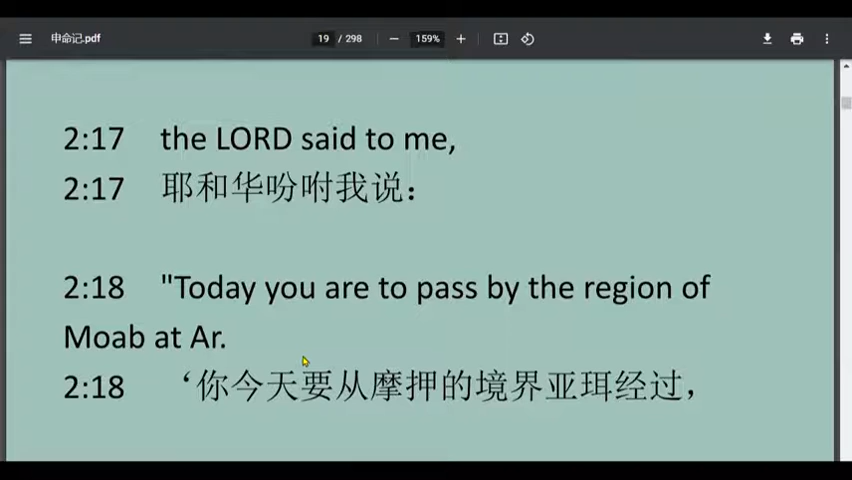 申命记.pdf 19 / 298 159%
2:17 the LORD said to me,
2:17 耶和华吩咐我说：
2:18 "Today you are to pass by the region of
Moab at Ar.
2:18 ‘你今天要从摩押的境界亚珥经过，